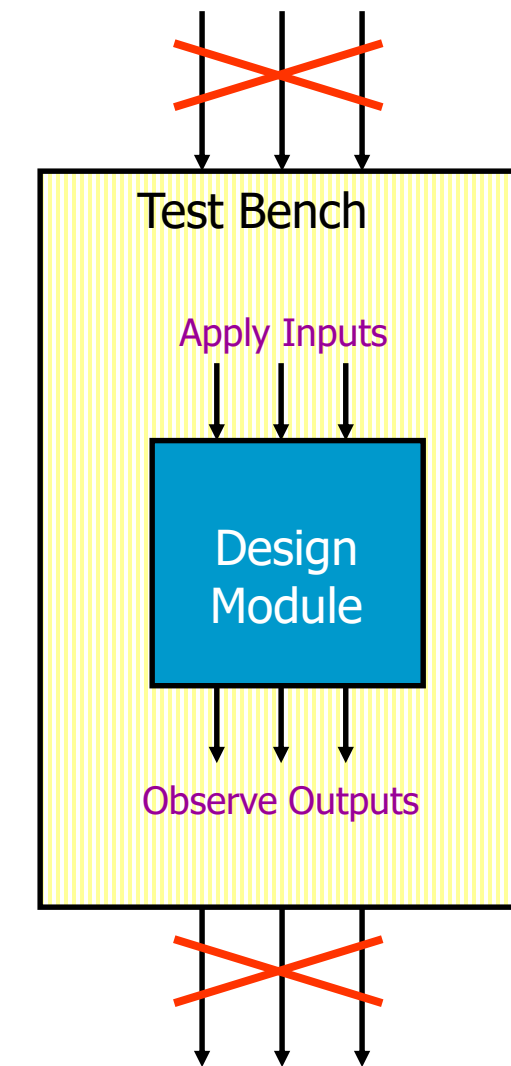 Test Bench
Apply Inputs
Design
Module
Observe Outputs